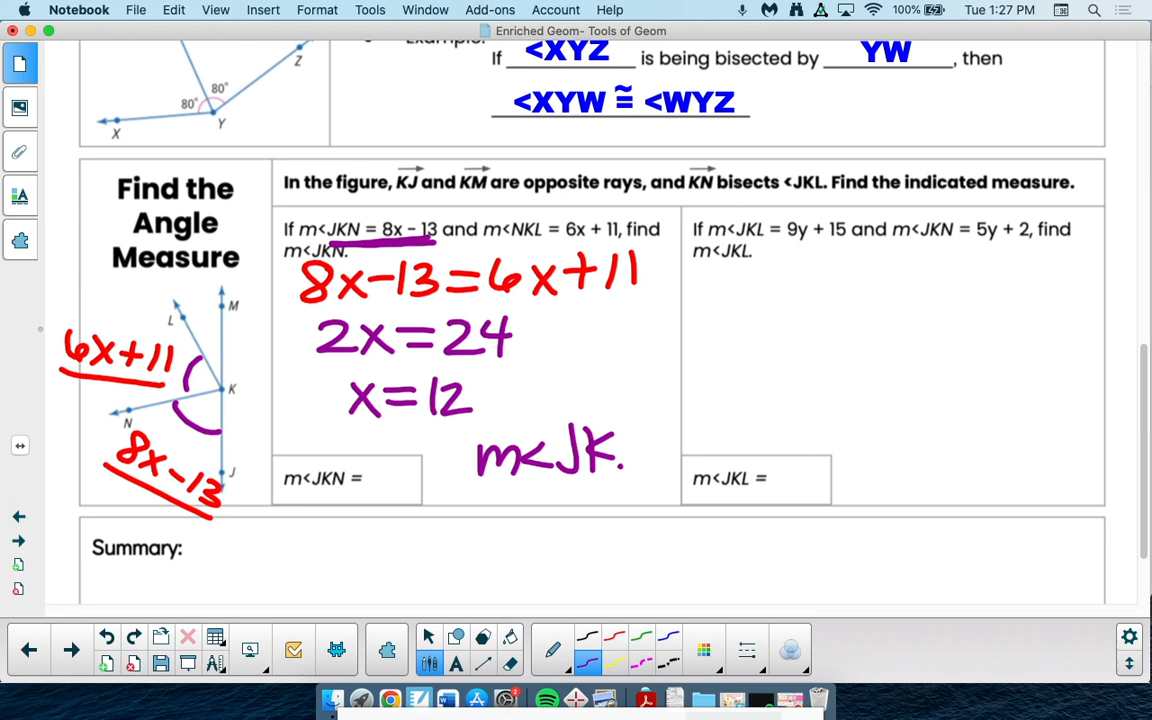 Notebook File Edit View Insert Format Tools Window Add-ons Account Help 100% Tue 1:27 PM
Enriched Geom- Tools of Geom
Example:
If <XYZ is being bisected by YW, then
<XYW ≅ <WYZ
Z
80°
80°
X
Y
Find the
Angle
Measure
In the figure, KJ and KM are opposite rays, and KN bisects <JKL. Find the indicated measure.
If m<JKN = 8x - 13 and m<NKL = 6x + 11, find
m<JKN.
8x-13=6x+11
2x=24
x=12
m<JK.
m<JKN =
If m<JKL = 9y + 15 and m<JKN = 5y + 2, find
m<JKL.
m<JKL =
M
L
6x+11
K
N
8x-13
J
Summary: